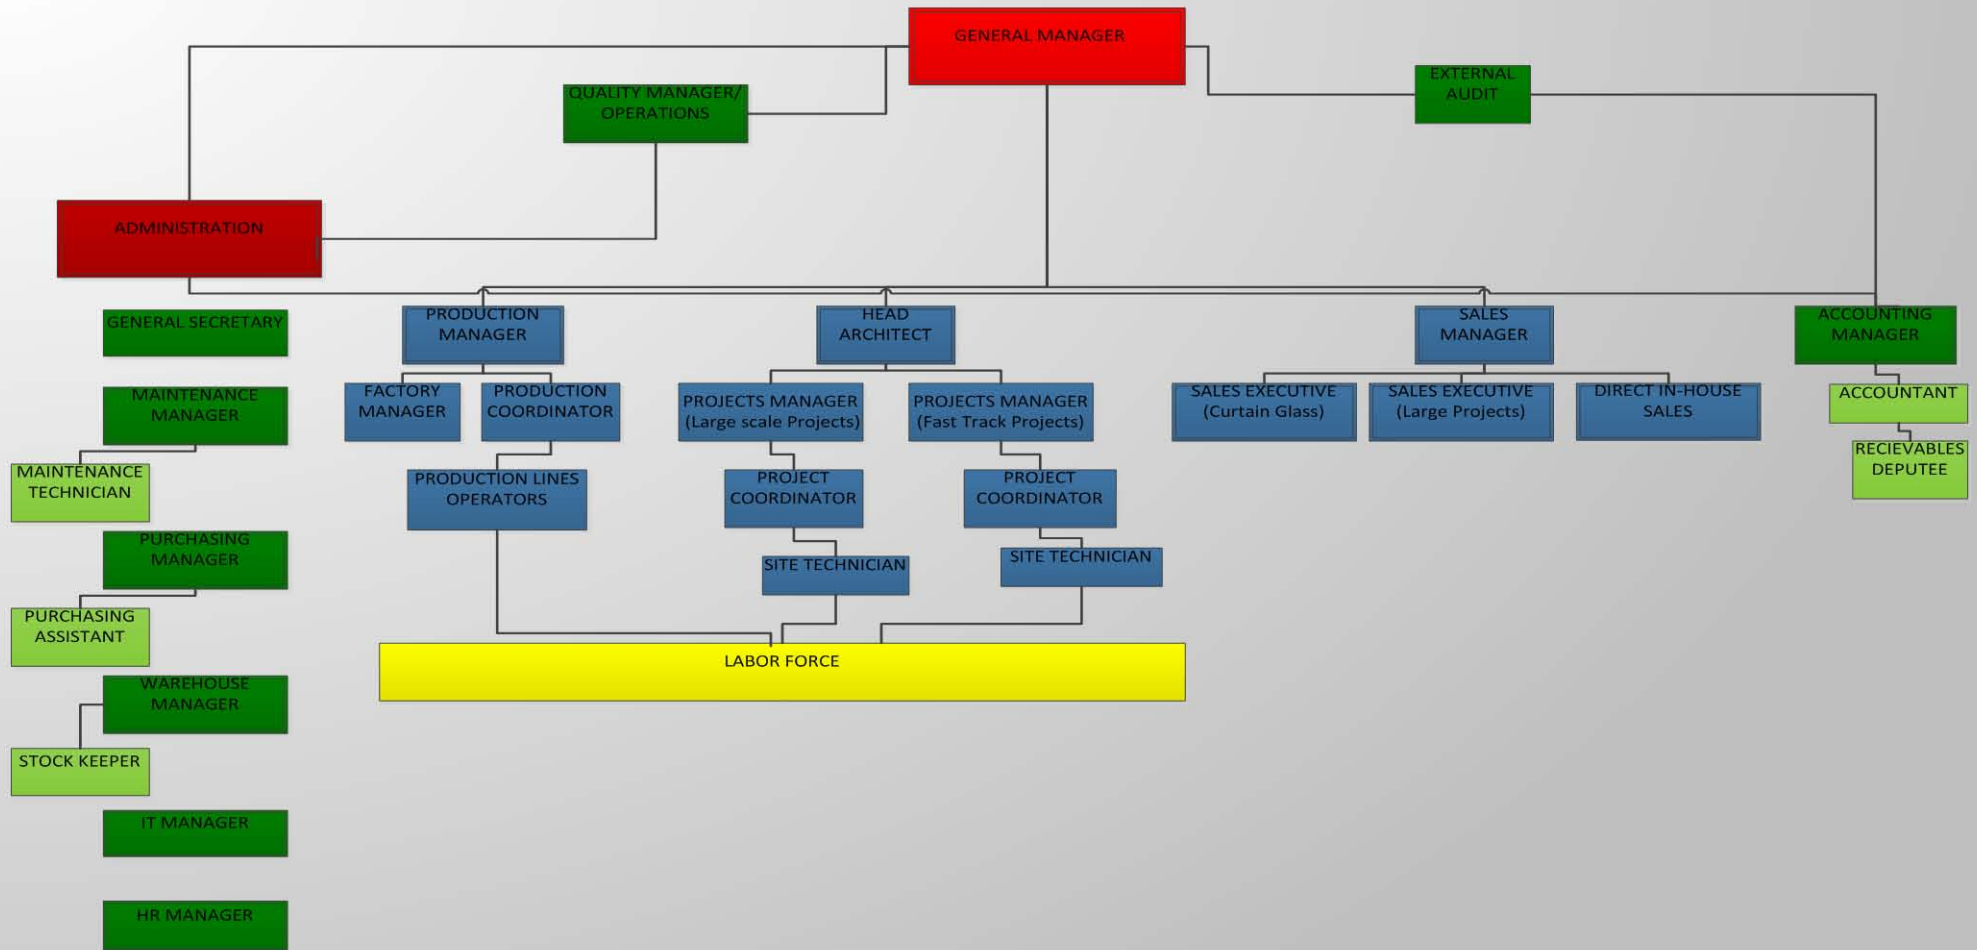 GENERAL MANAGER
EXTERNAL
AUDIT
QUALITY MANAGER/
OPERATIONS
ADMINISTRATION
GENERAL SECRETARY
PRODUCTION
MANAGER
HEAD
ARCHITECT
SALES
MANAGER
ACCOUNTING
MANAGER
MAINTENANCE
MANAGER
FACTORY
MANAGER
PRODUCTION
COORDINATOR
PROJECTS MANAGER
(Large scale Projects)
PROJECTS MANAGER
(Fast Track Projects)
SALES EXECUTIVE
(Curtain Glass)
SALES EXECUTIVE
(Large Projects)
DIRECT IN-HOUSE
SALES
ACCOUNTANT
RECIEVABLES
DEPUTEE
MAINTENANCE
TECHNICIAN
PRODUCTION LINES
OPERATORS
PROJECT
COORDINATOR
PROJECT
COORDINATOR
PURCHASING
MANAGER
SITE TECHNICIAN
SITE TECHNICIAN
PURCHASING
ASSISTANT
LABOR FORCE
WAREHOUSE
MANAGER
STOCK KEEPER
IT MANAGER
HR MANAGER